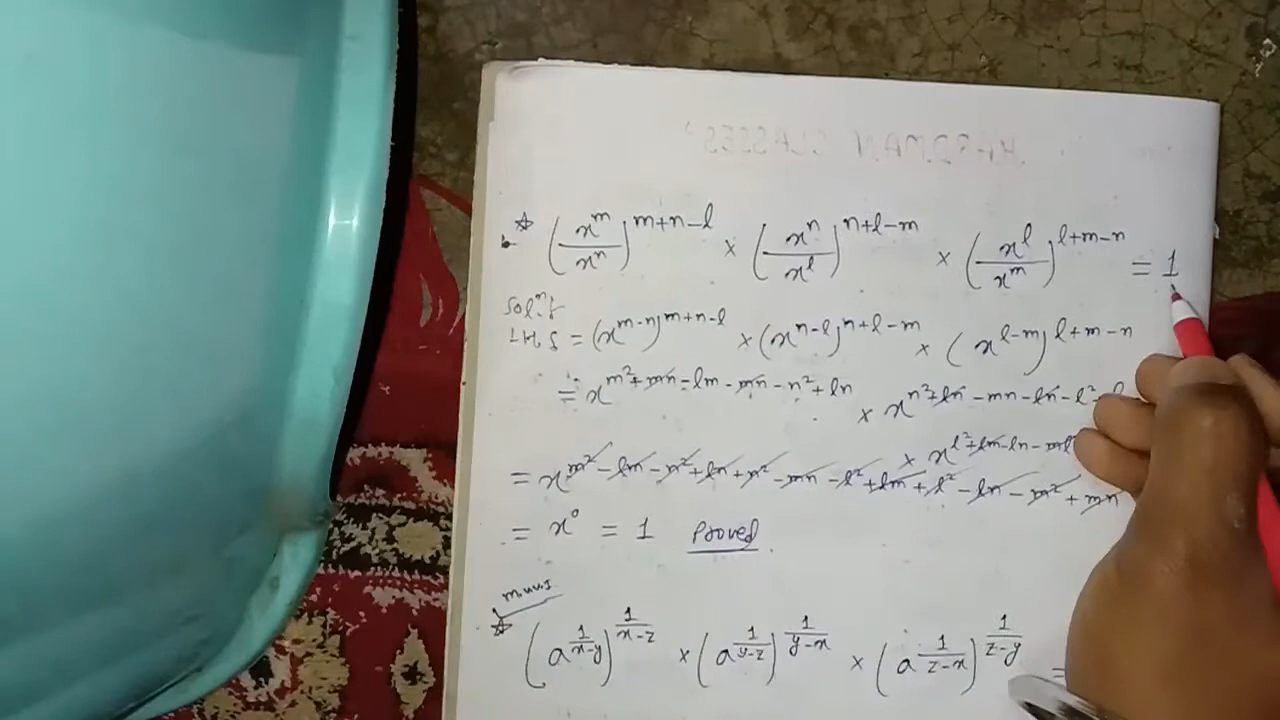 ☆ (x^m/x^n)^{m+n-l} × (x^n/x^l)^{n+l-m} × (x^l/x^m)^{l+m-n} = 1
Solⁿ:-
LHS = (x^{m-n})^{m+n-l} × (x^{n-l})^{n+l-m} × (x^{l-m})^{l+m-n}
= x^{m²+mn-lm-mn-n²+ln} × x^{n²+ln-mn-ln-l²
× x^{l²+lm-ln-ml
= x^{m²-lm-n²+ln+n²-mn-l²+lm+l²-ln-m²+mn}
= x⁰ = 1 Proved.
☆ (a^{1/(x-y)})^{1/(x-z)} × (a^{1/(y-z)})^{1/(y-x)} × (a^{1/(z-x)})^{1/(z-y)} =